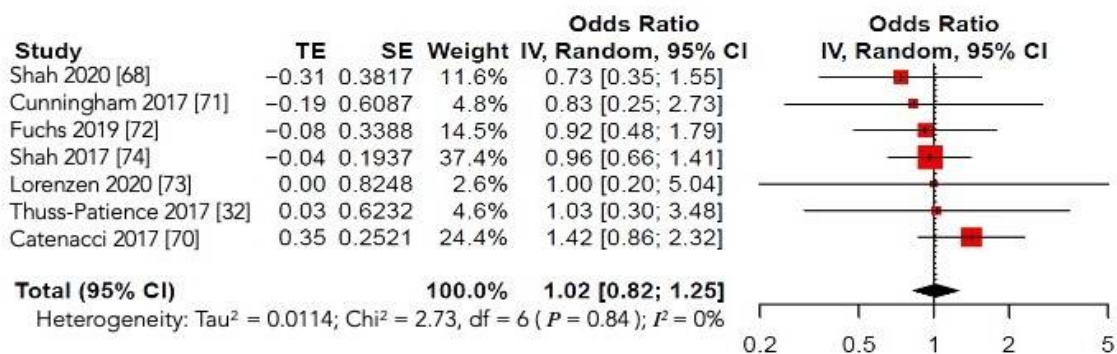 Odds Ratio Odds Ratio
Study TE SE Weight IV, Random, 95% CI IV, Random, 95% CI
Shah 2020 [68] −0.31 0.3817 11.6% 0.73 [0.35; 1.55]
Cunningham 2017 [71] −0.19 0.6087 4.8% 0.83 [0.25; 2.73]
Fuchs 2019 [72] −0.08 0.3388 14.5% 0.92 [0.48; 1.79]
Shah 2017 [74] −0.04 0.1937 37.4% 0.96 [0.66; 1.41]
Lorenzen 2020 [73] 0.00 0.8248 2.6% 1.00 [0.20; 5.04]
Thuss-Patience 2017 [32] 0.03 0.6232 4.6% 1.03 [0.30; 3.48]
Catenacci 2017 [70] 0.35 0.2521 24.4% 1.42 [0.86; 2.32]
Total (95% CI) 100.0% 1.02 [0.82; 1.25]
Heterogeneity: Tau² = 0.0114; Chi² = 2.73, df = 6 ( P = 0.84 ); I² = 0%
0.2 0.5 1 2 5